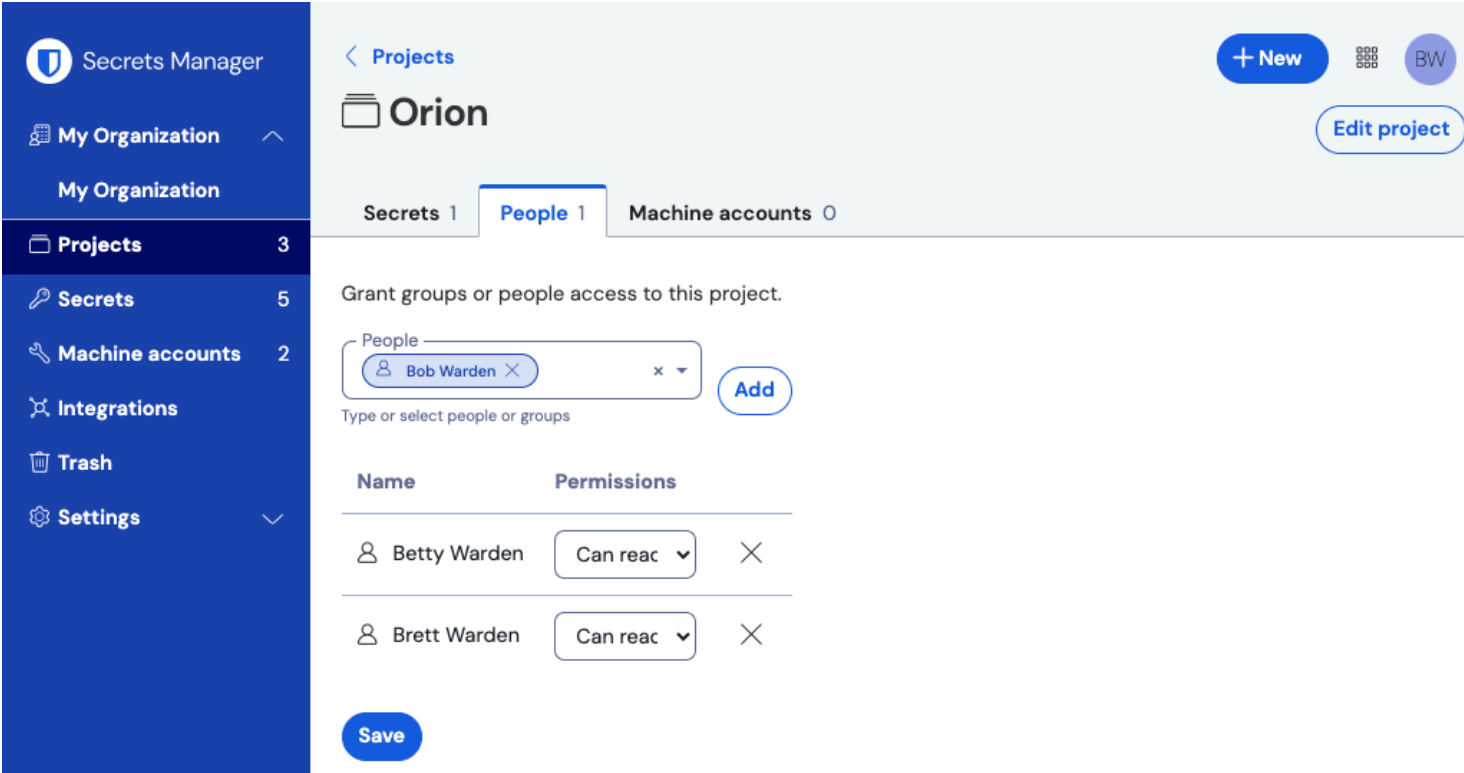 Secrets Manager
My Organization
My Organization
Projects 3
Secrets 5
Machine accounts 2
Integrations
Trash
Settings
Projects
+ New
BW
Orion
Edit project
Secrets 1
People 1
Machine accounts 0
Grant groups or people access to this project.
People
Bob Warden
Add
Type or select people or groups
Name Permissions
Betty Warden Can read
Brett Warden Can read
Save